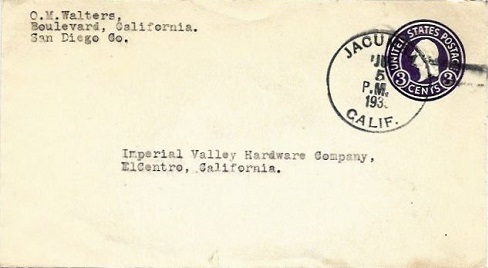 O.M.Walters,
Boulevard, California.
San Diego Co.
UNITED STATES POSTAGE
3 CENTS 3
5
P.M.
CALIF.
Imperial Valley Hardware Company,
ElCentro, California.